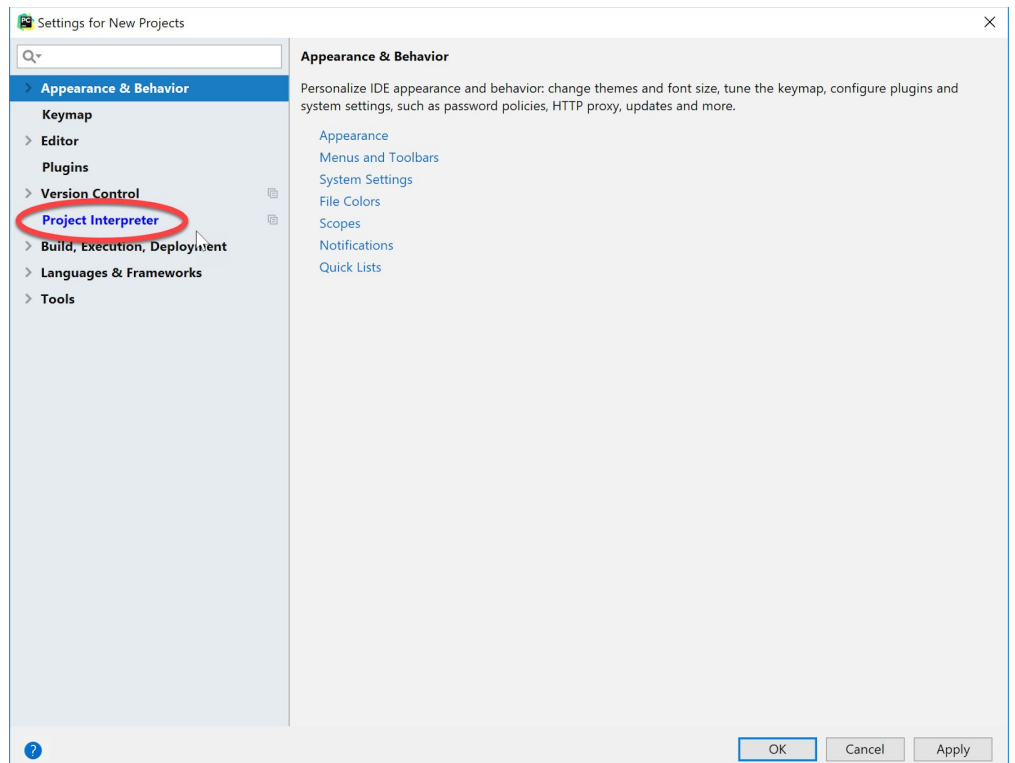 Settings for New Projects
Appearance & Behavior
Keymap
Editor
Plugins
Version Control
Project Interpreter
Build, Execution, Deployment
Languages & Frameworks
Tools
Appearance & Behavior
Personalize IDE appearance and behavior: change themes and font size, tune the keymap, configure plugins and
system settings, such as password policies, HTTP proxy, updates and more.
Appearance
Menus and Toolbars
System Settings
File Colors
Scopes
Notifications
Quick Lists
?
OK
Cancel
Apply